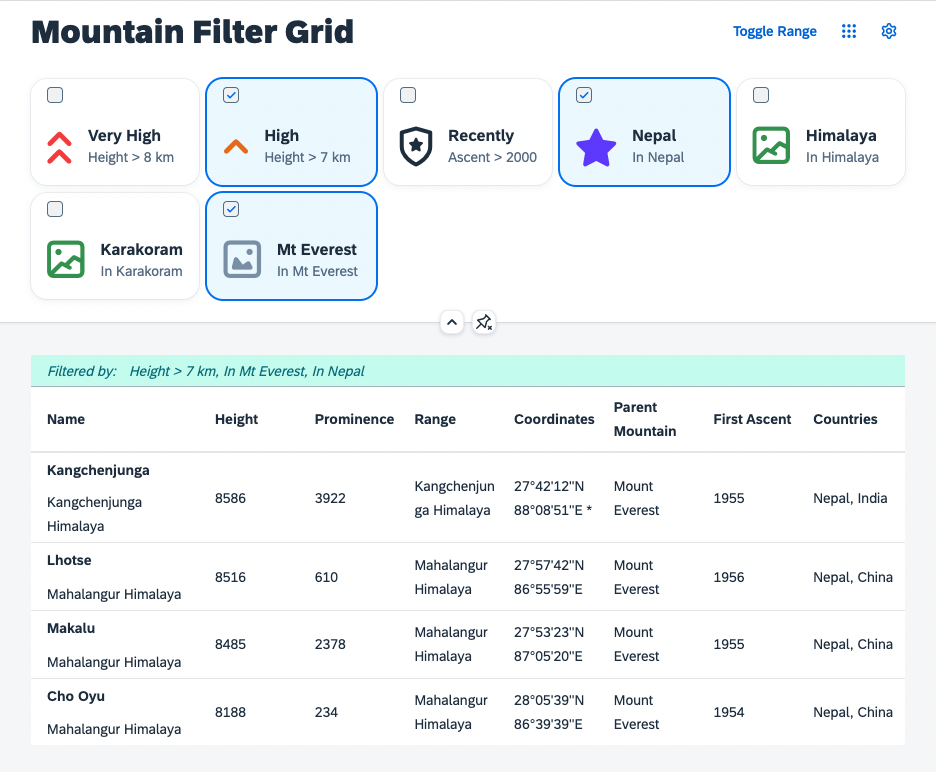 Mountain Filter Grid
Toggle Range
Very High
Height > 8 km
High
Height > 7 km
Recently
Ascent > 2000
Nepal
In Nepal
Himalaya
In Himalaya
Karakoram
In Karakoram
Mt Everest
In Mt Everest
Filtered by: Height > 7 km, In Mt Everest, In Nepal
Name Height Prominence Range Coordinates Parent Mountain First Ascent Countries
Kangchenjunga
Kangchenjunga
Himalaya
8586
3922
Kangchenjun
ga Himalaya
27°42'12"N
88°08'51"E *
Mount
Everest
1955
Nepal, India
Lhotse
Mahalangur Himalaya
8516
610
Mahalangur
Himalaya
27°57'42"N
86°55'59"E
Mount
Everest
1956
Nepal, China
Makalu
Mahalangur Himalaya
8485
2378
Mahalangur
Himalaya
27°53'23"N
87°05'20"E
Mount
Everest
1955
Nepal, China
Cho Oyu
Mahalangur Himalaya
8188
234
Mahalangur
Himalaya
28°05'39"N
86°39'39"E
Mount
Everest
1954
Nepal, China